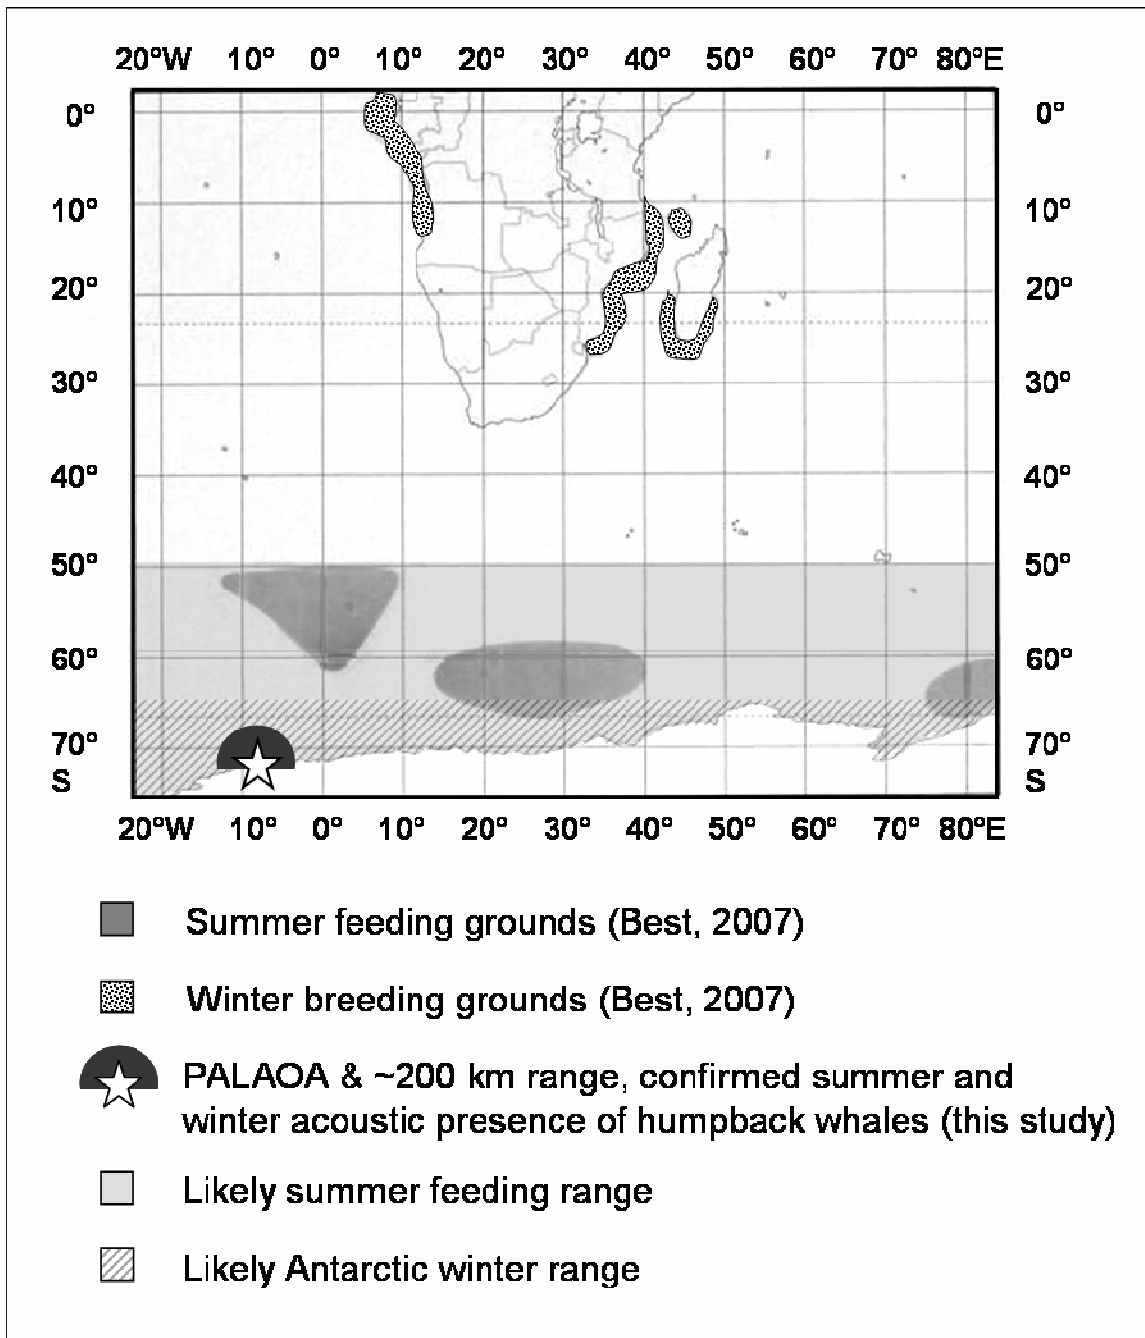 20°W 10° 0° 10° 20° 30° 40° 50° 60° 70° 80°E
0° 0°
10° 10°
20° 20°
30° 30°
40° 40°
50° 50°
60° 60°
70° 70°
S S
20°W 10° 0° 10° 20° 30° 40° 50° 60° 70° 80°E
Summer feeding grounds (Best, 2007)
Winter breeding grounds (Best, 2007)
PALAOA & ~200 km range, confirmed summer and
winter acoustic presence of humpback whales (this study)
Likely summer feeding range
Likely Antarctic winter range